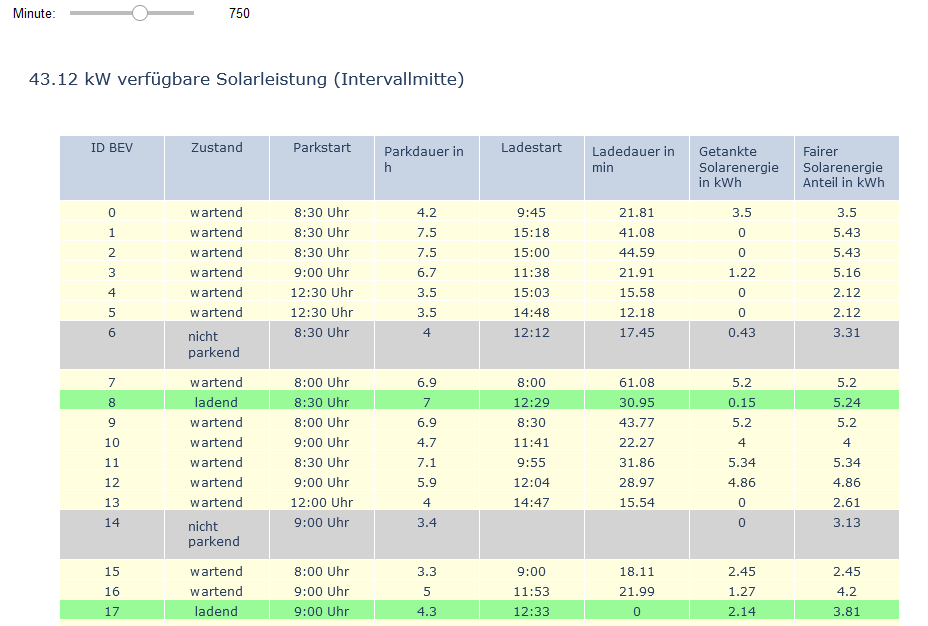 Minute: 750
43.12 kW verfügbare Solarleistung (Intervallmitte)
ID BEV Zustand Parkstart Parkdauer in h Ladestart Ladedauer in min Getankte Solarenergie in kWh Fairer Solarenergie Anteil in kWh
0 wartend 8:30 Uhr 4.2 9:45 21.81 3.5 3.5
1 wartend 8:30 Uhr 7.5 15:18 41.08 0 5.43
2 wartend 8:30 Uhr 7.5 15:00 44.59 0 5.43
3 wartend 9:00 Uhr 6.7 11:38 21.91 1.22 5.16
4 wartend 12:30 Uhr 3.5 15:03 15.58 0 2.12
5 wartend 12:30 Uhr 3.5 14:48 12.18 0 2.12
6 nicht parkend 8:30 Uhr 4 12:12 17.45 0.43 3.31
7 wartend 8:00 Uhr 6.9 8:00 61.08 5.2 5.2
8 ladend 8:30 Uhr 7 12:29 30.95 0.15 5.24
9 wartend 8:00 Uhr 6.9 8:30 43.77 5.2 5.2
10 wartend 9:00 Uhr 4.7 11:41 22.27 4 4
11 wartend 8:30 Uhr 7.1 9:55 31.86 5.34 5.34
12 wartend 9:00 Uhr 5.9 12:04 28.97 4.86 4.86
13 wartend 12:00 Uhr 4 14:47 15.54 0 2.61
14 nicht parkend 9:00 Uhr 3.4 0 3.13
15 wartend 8:00 Uhr 3.3 9:00 18.11 2.45 2.45
16 wartend 9:00 Uhr 5 11:53 21.99 1.27 4.2
17 ladend 9:00 Uhr 4.3 12:33 0 2.14 3.81